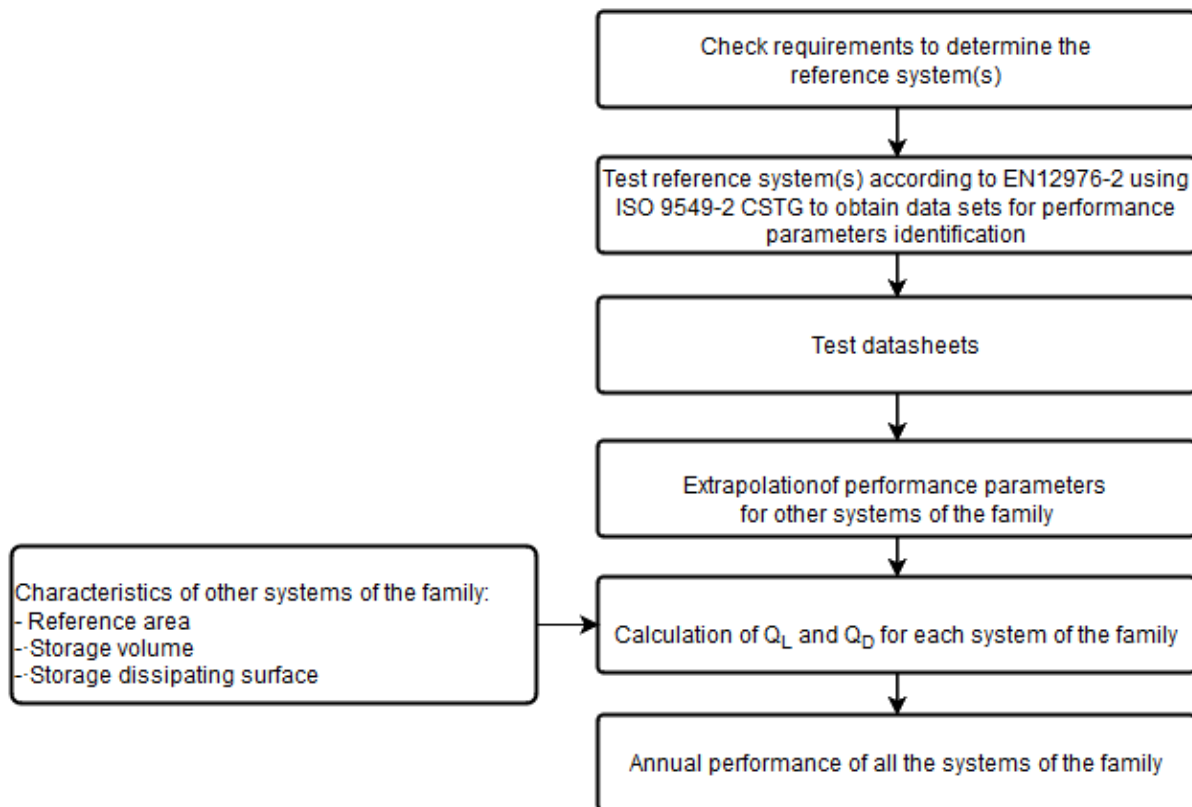 Check requirements to determine the
reference system(s)
Test reference system(s) according to EN12976-2 using
ISO 9549-2 CSTG to obtain data sets for performance
parameters identification
Test datasheets
Extrapolationof performance parameters
for other systems of the family
Characteristics of other systems of the family:
- Reference area
-·Storage volume
-·Storage dissipating surface
Calculation of Q_L and Q_D for each system of the family
Annual performance of all the systems of the family